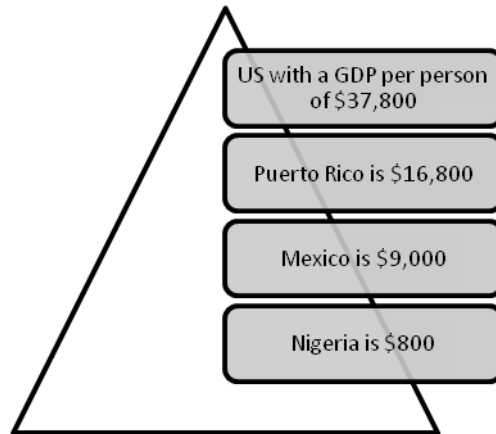 US with a GDP per person
of $37,800
Puerto Rico is $16,800
Mexico is $9,000
Nigeria is $800